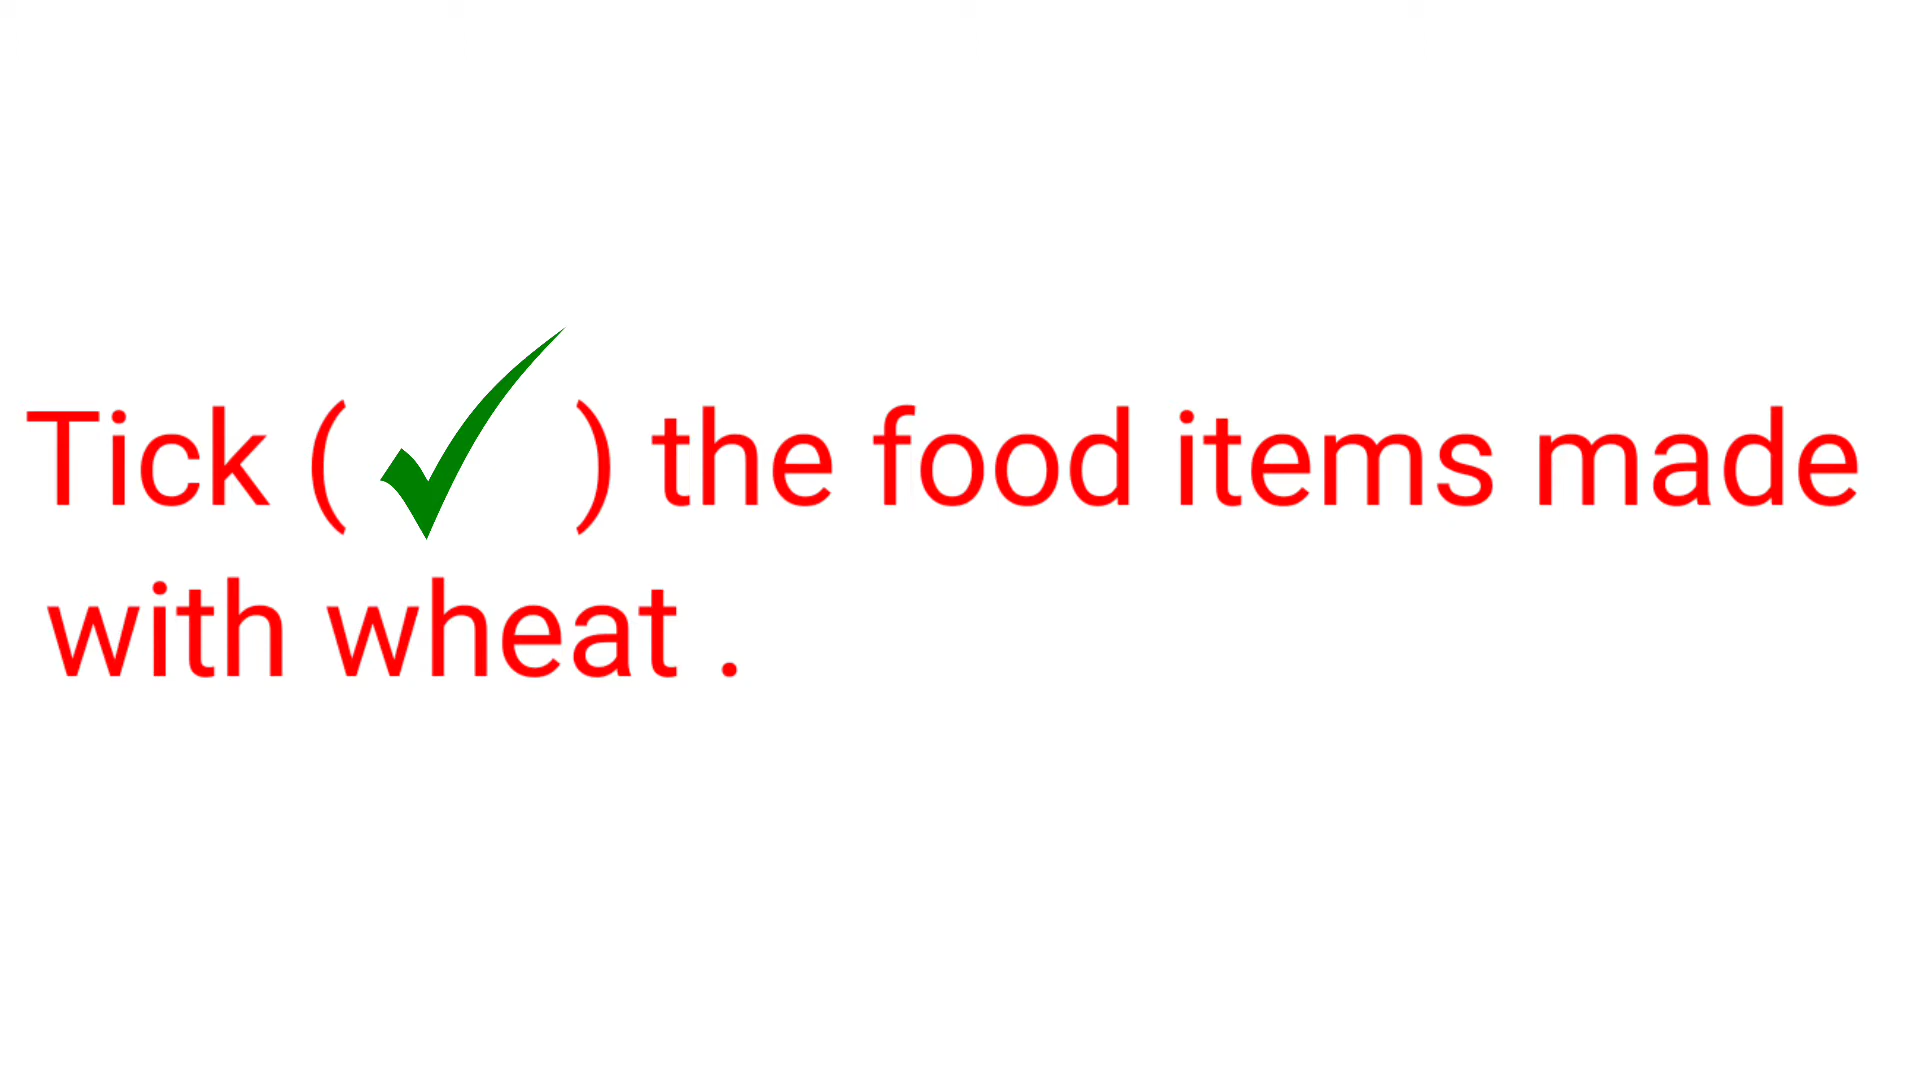 Tick ( ✓ ) the food items made
with wheat .